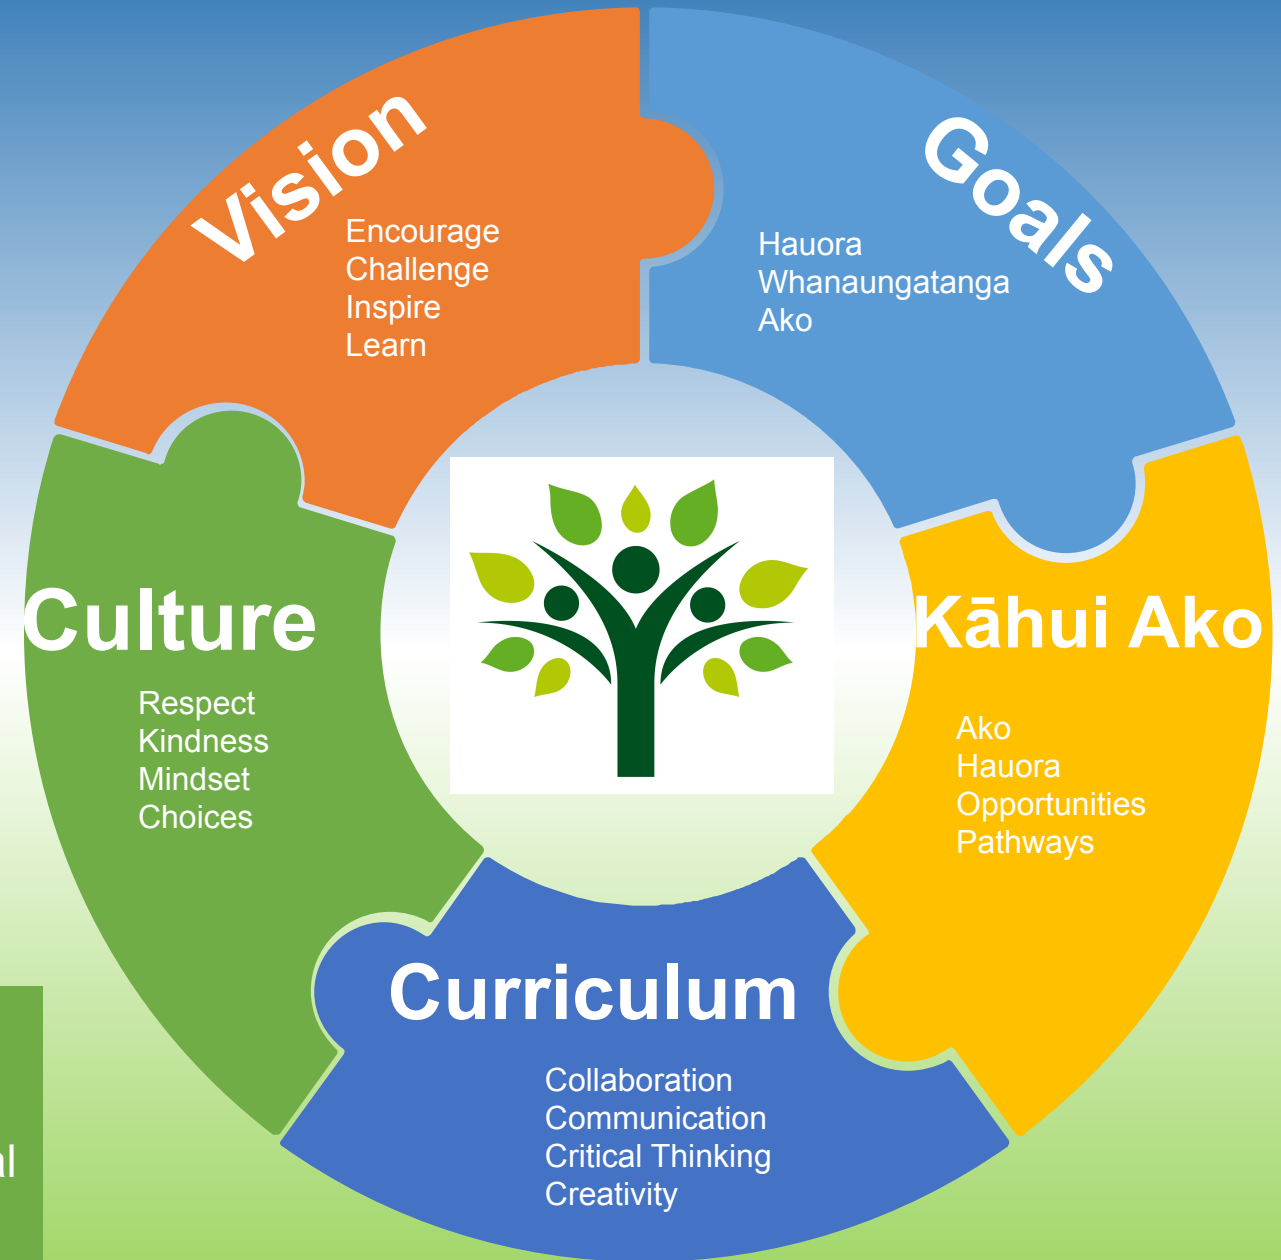 Vision
Encourage
Challenge
Inspire
Learn
Goals
Hauora
Whanaungatanga
Ako
Kāhui Ako
Ako
Hauora
Opportunities
Pathways
Curriculum
Collaboration
Communication
Critical Thinking
Creativity
Culture
Respect
Kindness
Mindset
Choices